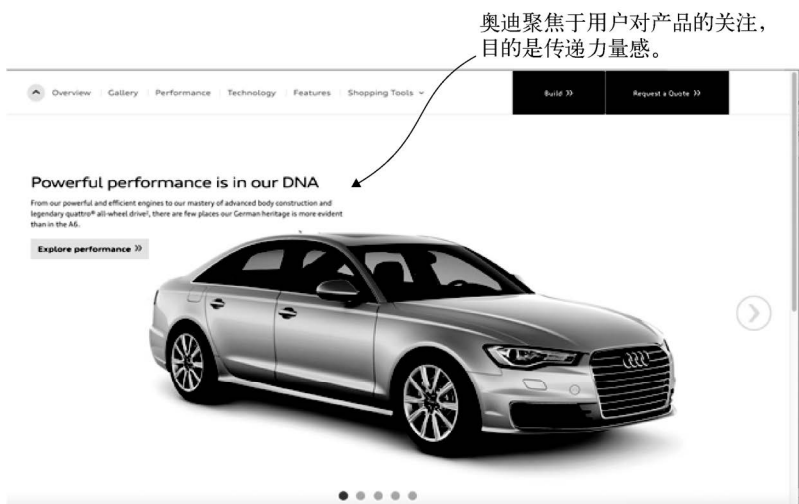 奥迪聚焦于用户对产品的关注，
目的是传递力量感。
Overview Gallery Performance Technology Features Shopping Tools Build » Request a Quote »
Powerful performance is in our DNA
From our powerful and efficient engines to our mastery of advanced body construction and
legendary quattro® all-wheel drive², there are few places our German heritage is more evident
than in the A6.
Explore performance »